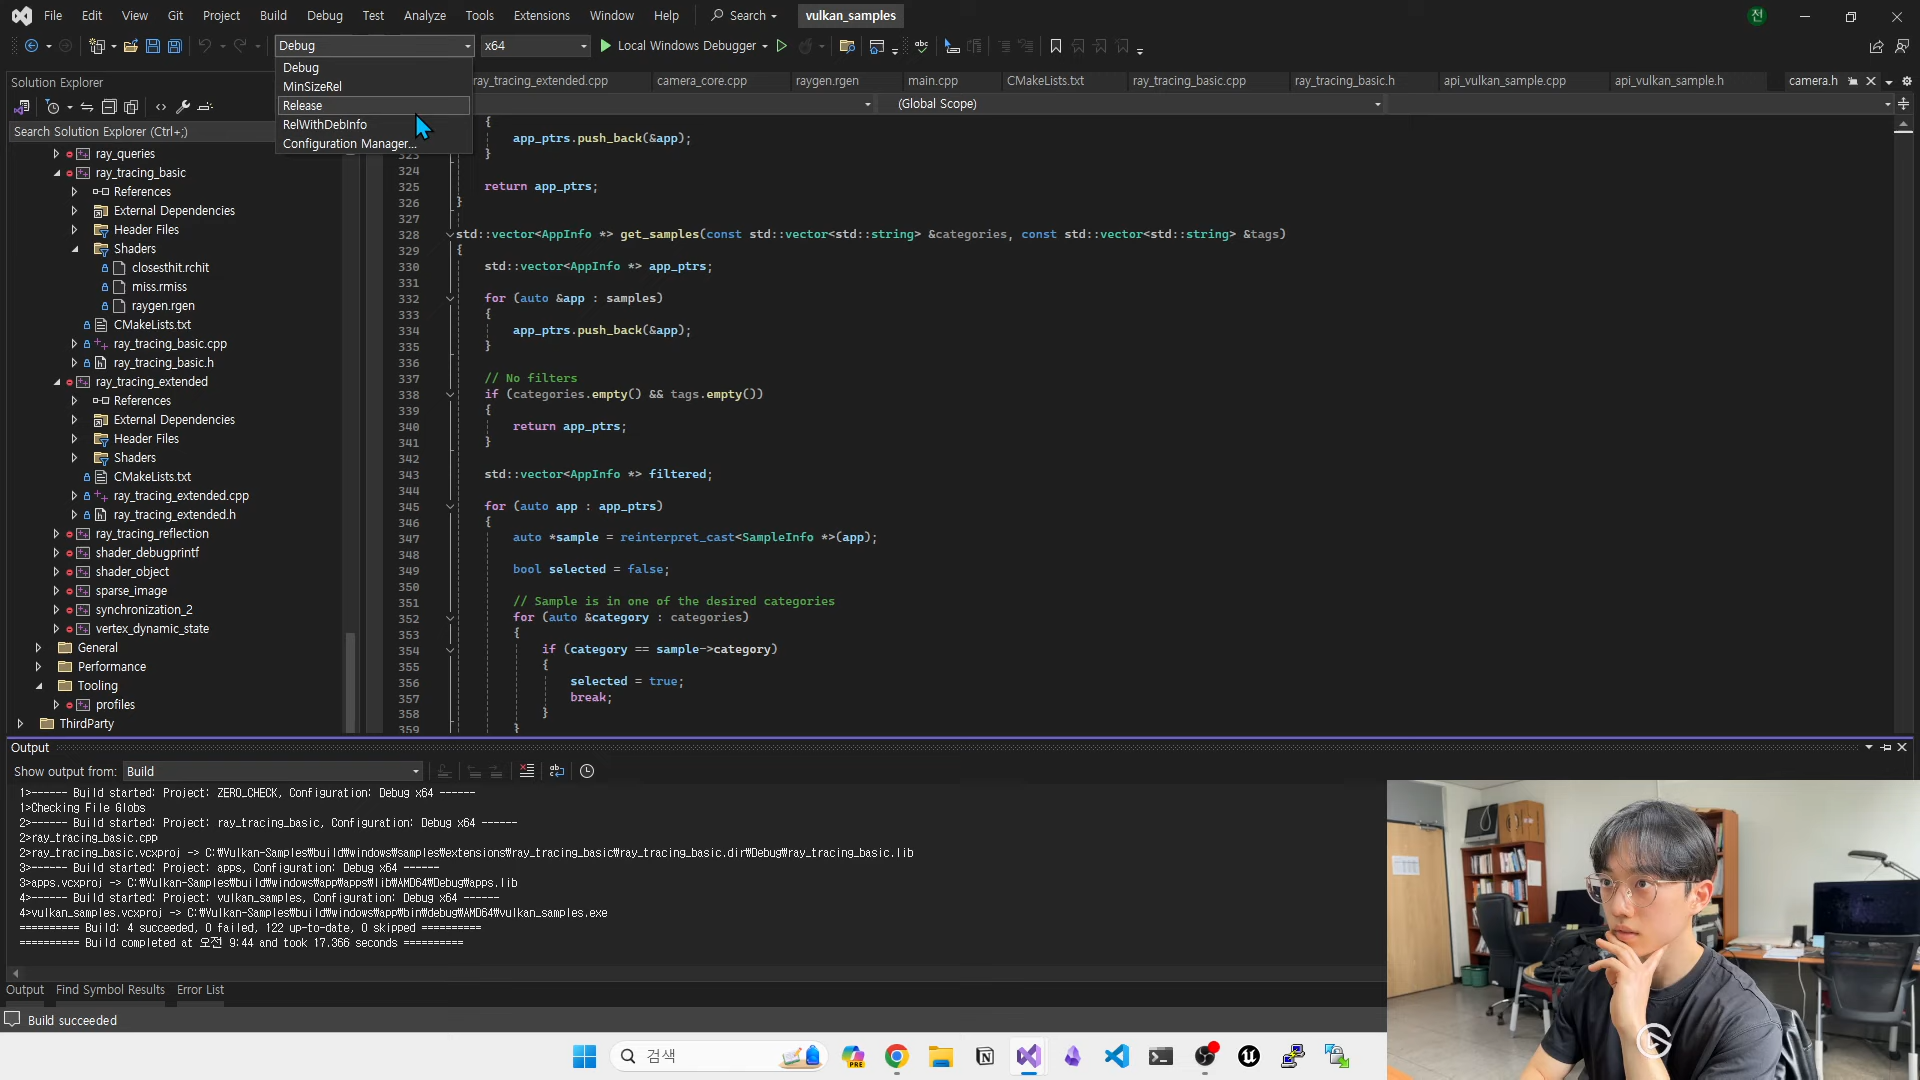 File Edit View Git Project Build Debug Test Analyze Tools Extensions Window Help Search vulkan_samples 전
Debug x64 Local Windows Debugger
Debug
MinSizeRel
Release
RelWithDebInfo
Configuration Manager...
Solution Explorer
Search Solution Explorer (Ctrl+;)
ray_queries
ray_tracing_basic
References
External Dependencies
Header Files
Shaders
closesthit.rchit
miss.rmiss
raygen.rgen
CMakeLists.txt
ray_tracing_basic.cpp
ray_tracing_basic.h
ray_tracing_extended
References
External Dependencies
Header Files
Shaders
CMakeLists.txt
ray_tracing_extended.cpp
ray_tracing_extended.h
ray_tracing_reflection
shader_debugprintf
shader_object
sparse_image
synchronization_2
vertex_dynamic_state
General
Performance
Tooling
profiles
ThirdParty
ray_tracing_extended.cpp camera_core.cpp raygen.rgen main.cpp CMakeLists.txt ray_tracing_basic.cpp ray_tracing_basic.h api_vulkan_sample.cpp api_vulkan_sample.h camera.h
(Global Scope)
{
app_ptrs.push_back(&app);
323 }
324
325 return app_ptrs;
326 }
327
328 std::vector<AppInfo *> get_samples(const std::vector<std::string> &categories, const std::vector<std::string> &tags)
329 {
330 std::vector<AppInfo *> app_ptrs;
331
332 for (auto &app : samples)
333 {
334 app_ptrs.push_back(&app);
335 }
336
337 // No filters
338 if (categories.empty() && tags.empty())
339 {
340 return app_ptrs;
341 }
342
343 std::vector<AppInfo *> filtered;
344
345 for (auto app : app_ptrs)
346 {
347 auto *sample = reinterpret_cast<SampleInfo *>(app);
348
349 bool selected = false;
350
351 // Sample is in one of the desired categories
352 for (auto &category : categories)
353 {
354 if (category == sample->category)
355 {
356 selected = true;
357 break;
358 }
359 }
Output
Show output from: Build
1>------ Build started: Project: ZERO_CHECK, Configuration: Debug x64 ------
1>Checking File Globs
2>------ Build started: Project: ray_tracing_basic, Configuration: Debug x64 ------
2>ray_tracing_basic.cpp
2>ray_tracing_basic.vcxproj -> C:₩Vulkan-Samples₩build₩windows₩samples₩extensions₩ray_tracing_basic₩ray_tracing_basic.dir₩Debug₩ray_tracing_basic.lib
3>------ Build started: Project: apps, Configuration: Debug x64 ------
3>apps.vcxproj -> C:₩Vulkan-Samples₩build₩windows₩app₩apps₩lib₩AMD64₩Debug₩apps.lib
4>------ Build started: Project: vulkan_samples, Configuration: Debug x64 ------
4>vulkan_samples.vcxproj -> C:₩Vulkan-Samples₩build₩windows₩app₩bin₩debug₩AMD64₩vulkan_samples.exe
========== Build: 4 succeeded, 0 failed, 122 up-to-date, 0 skipped ==========
========== Build completed at 오전 9:44 and took 17.366 seconds ==========
Output Find Symbol Results Error List
Build succeeded
검색
PRE